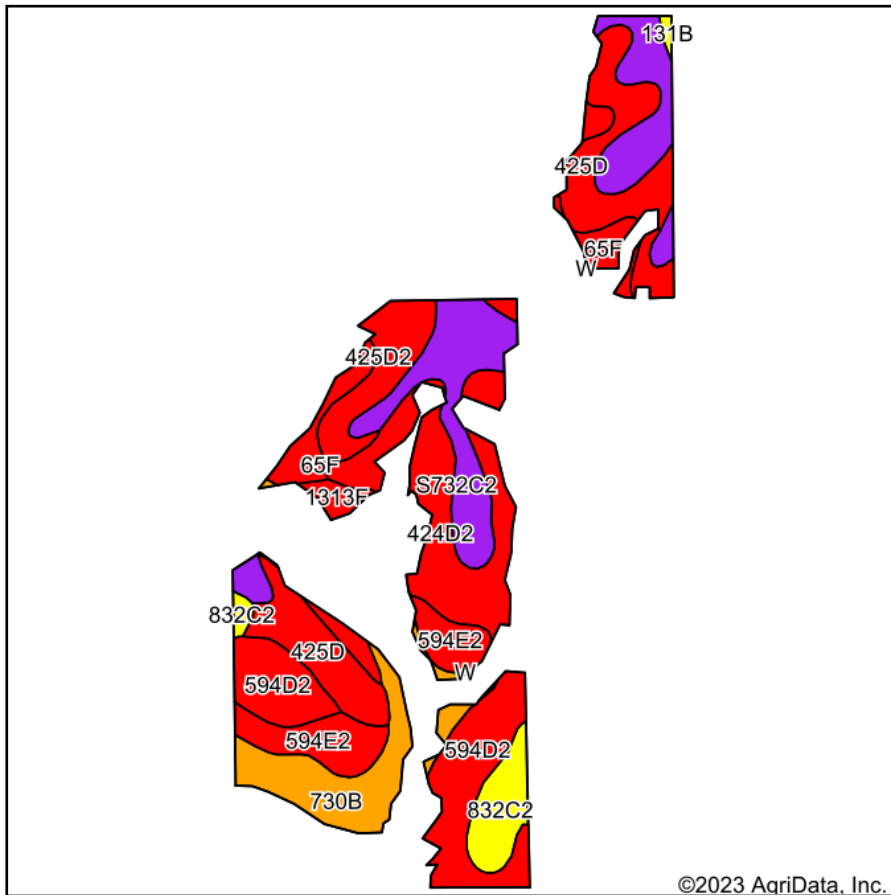 131B
425D
65F
W
425D2
65F
S732C2
1313F
424D2
832C2
594E2
425D
W
594D2
594E2
594D2
730B
832C2
©2023 AgriData, Inc.